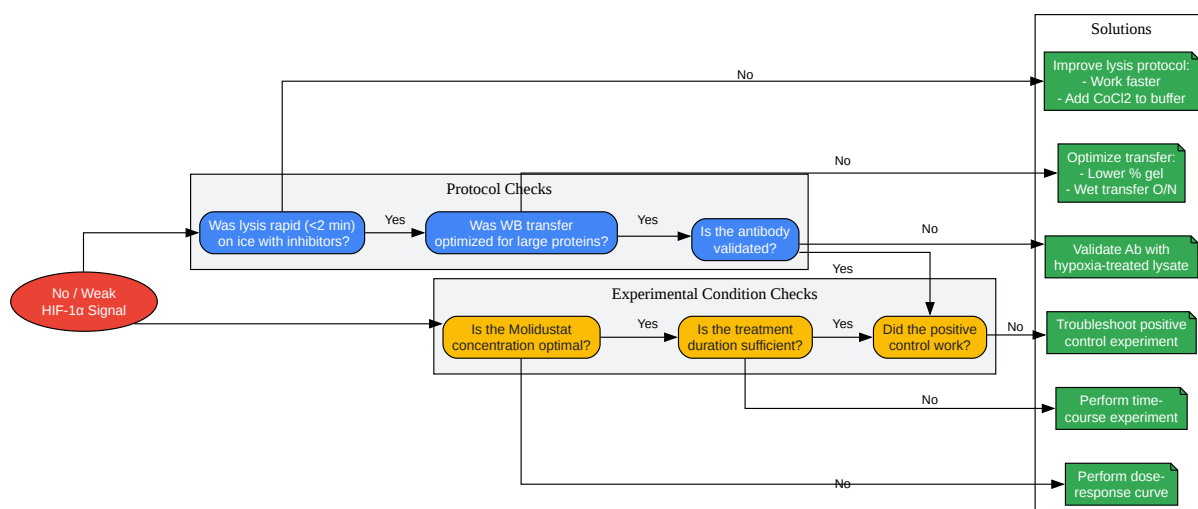 Solutions
Improve lysis protocol:
- Work faster
- Add CoCl2 to buffer
No
Optimize transfer:
- Lower % gel
- Wet transfer O/N
No
Protocol Checks
Was lysis rapid (<2 min)
on ice with inhibitors?
Yes
Was WB transfer
optimized for large proteins?
Yes
Is the antibody
validated?
No
Validate Ab with
hypoxia-treated lysate
Yes
No / Weak
HIF-1α Signal
Experimental Condition Checks
Is the Molidustat
concentration optimal?
Yes
Is the treatment
duration sufficient?
Yes
Did the positive
control work?
No
Troubleshoot positive
control experiment
No
Perform time-
course experiment
No
Perform dose-
response curve